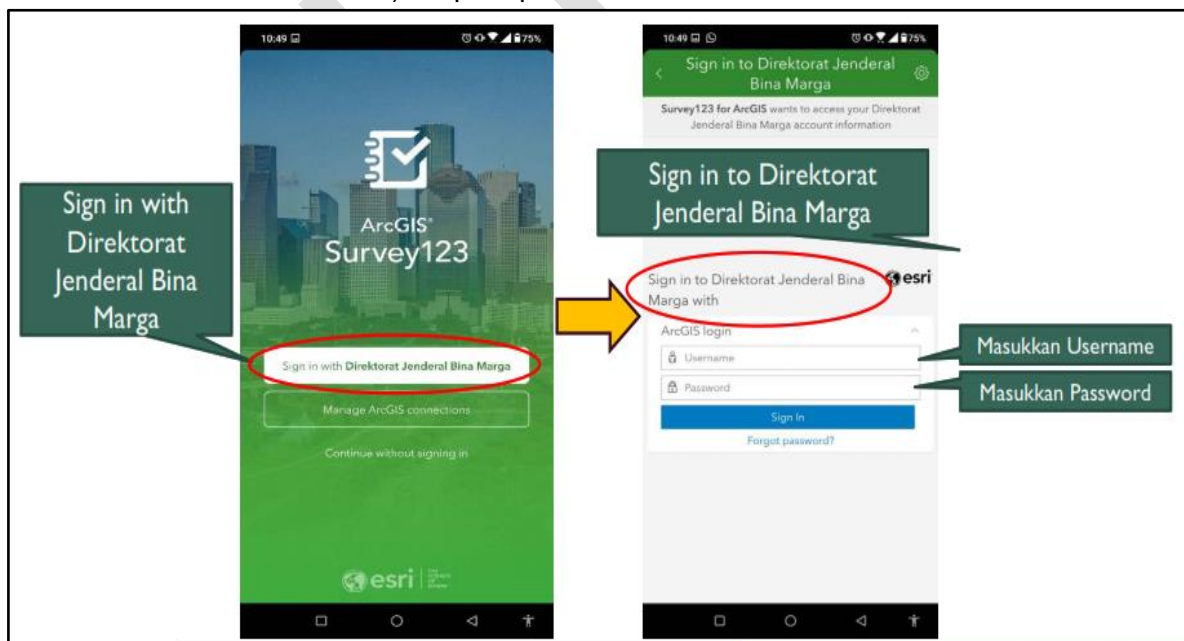 10:49
75%
ArcGIS®
Survey123
Sign in with Direktorat Jenderal Bina Marga
Manage ArcGIS connections
Continue without signing in
esri
Sign in with
Direktorat
Jenderal Bina
Marga
10:49
75%
Sign in to Direktorat Jenderal
Bina Marga
Survey123 for ArcGIS wants to access your Direktorat
Jenderal Bina Marga account information
Sign in to Direktorat
Jenderal Bina Marga
Sign in to Direktorat Jenderal Bina
Marga with
esri
ArcGIS login
Username
Password
Sign In
Forgot password?
Masukkan Username
Masukkan Password